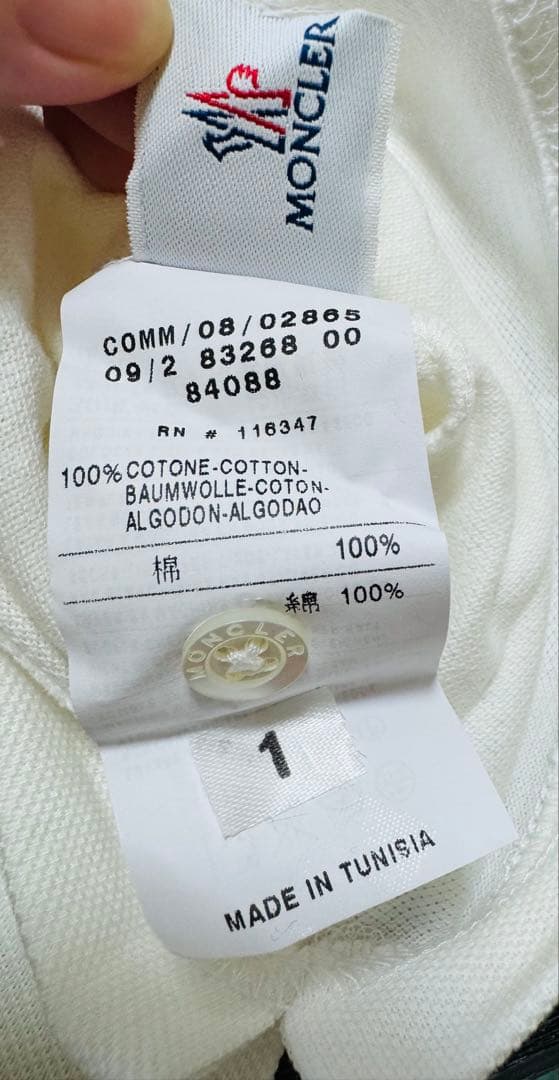 MONCLER
COMM/08/02865
09/2 83268 00
84088
RN # 116347
100% COTONE-COTTON-
BAUMWOLLE-COTON-
ALGODON-ALGODAO
棉 100%
綿 100%
MONCLER
1
MADE IN TUNISIA